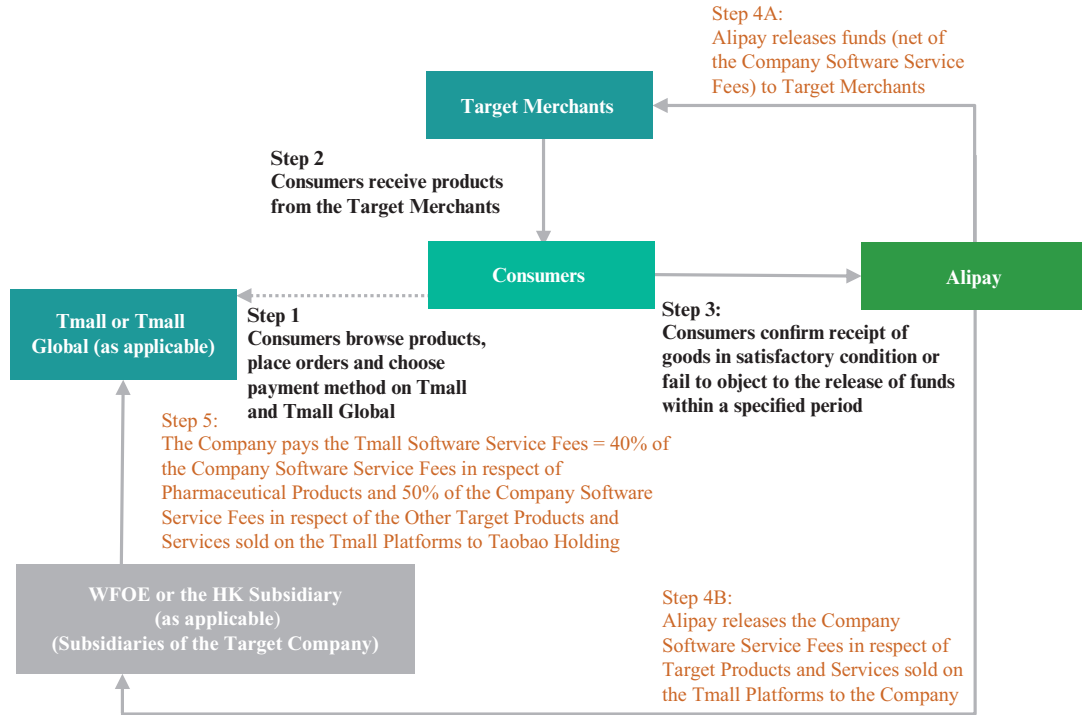 Step 4A:
Alipay releases funds (net of
the Company Software Service
Fees) to Target Merchants
Target Merchants
Step 2
Consumers receive products
from the Target Merchants
Consumers
Alipay
Tmall or Tmall
Global (as applicable)
Step 1
Consumers browse products,
place orders and choose
payment method on Tmall
and Tmall Global
Step 3:
Consumers confirm receipt of
goods in satisfactory condition or
fail to object to the release of funds
within a specified period
Step 5:
The Company pays the Tmall Software Service Fees = 40% of
the Company Software Service Fees in respect of
Pharmaceutical Products and 50% of the Company Software
Service Fees in respect of the Other Target Products and
Services sold on the Tmall Platforms to Taobao Holding
WFOE or the HK Subsidiary
(as applicable)
(Subsidiaries of the Target Company)
Step 4B:
Alipay releases the Company
Software Service Fees in respect of
Target Products and Services sold on
the Tmall Platforms to the Company